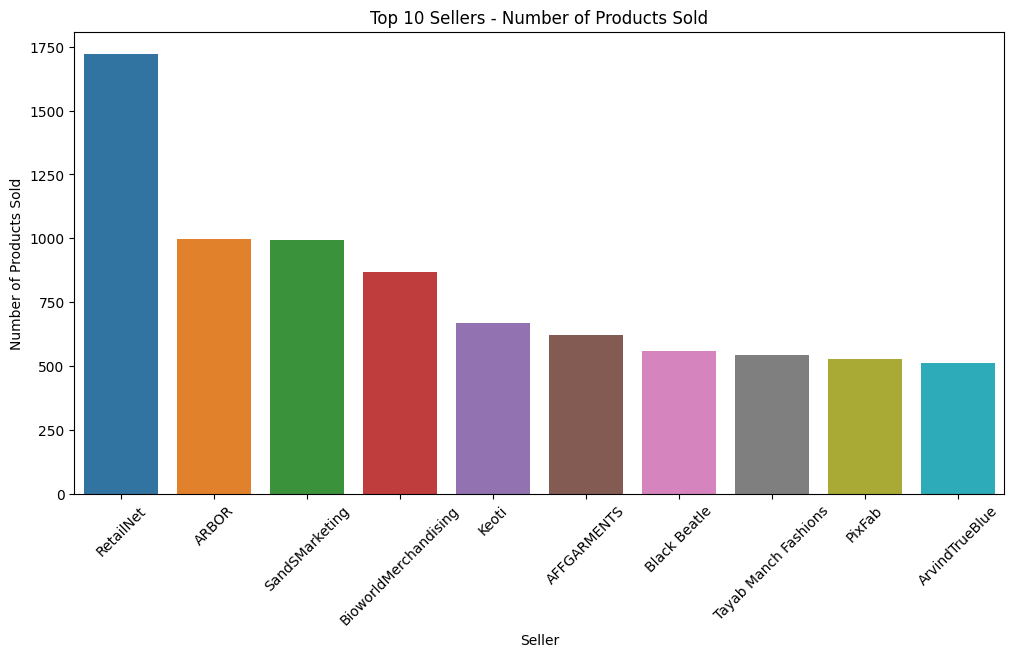 Top 10 Sellers - Number of Products Sold
Number of Products Sold
1750
1500
1250
1000
750
500
250
0
RetailNet
ARBOR
SandSMarketing
BioworldMerchandising
Keoti
AFFGARMENTS
Black Beatle
Tayab Manch Fashions
PixFab
ArvindTrueBlue
Seller